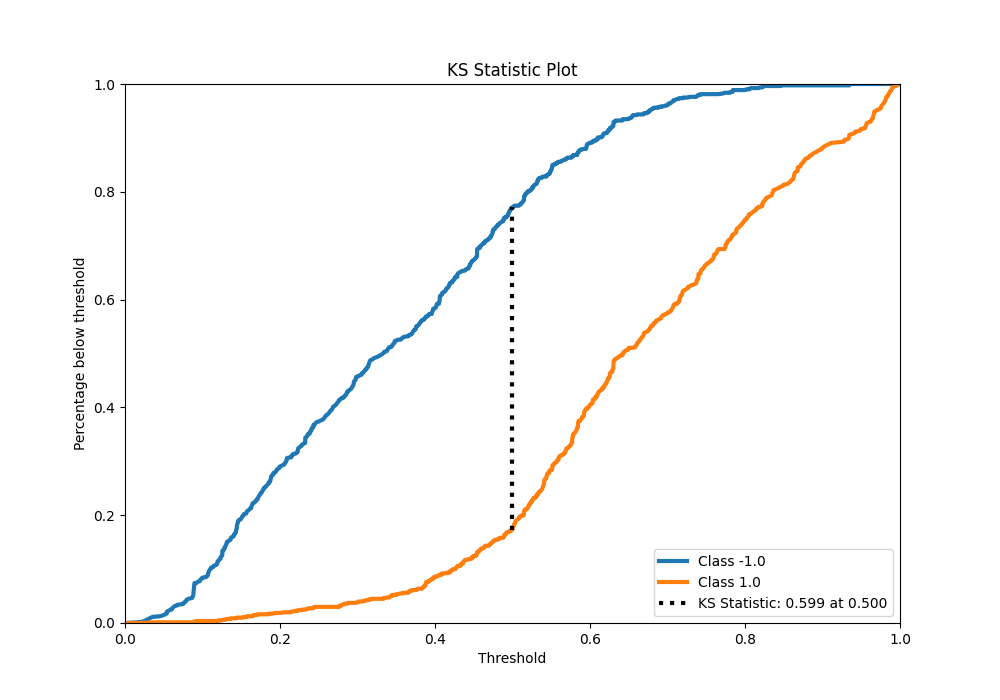 KS Statistic Plot
Percentage below threshold
1.0
0.8
0.6
0.4
0.2
0.0
0.0 0.2 0.4 0.6 0.8 1.0
Threshold
Class -1.0
Class 1.0
KS Statistic: 0.599 at 0.500